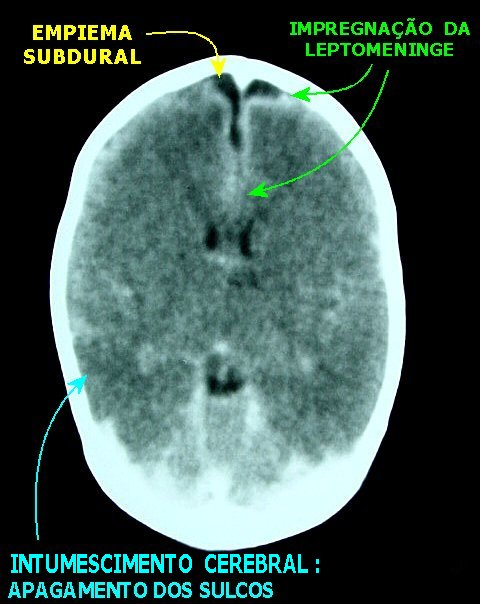 EMPIEMA
SUBDURAL
IMPREGNAÇÃO DA
LEPTOMENINGE
INTUMESCIMENTO CEREBRAL :
APAGAMENTO DOS SULCOS